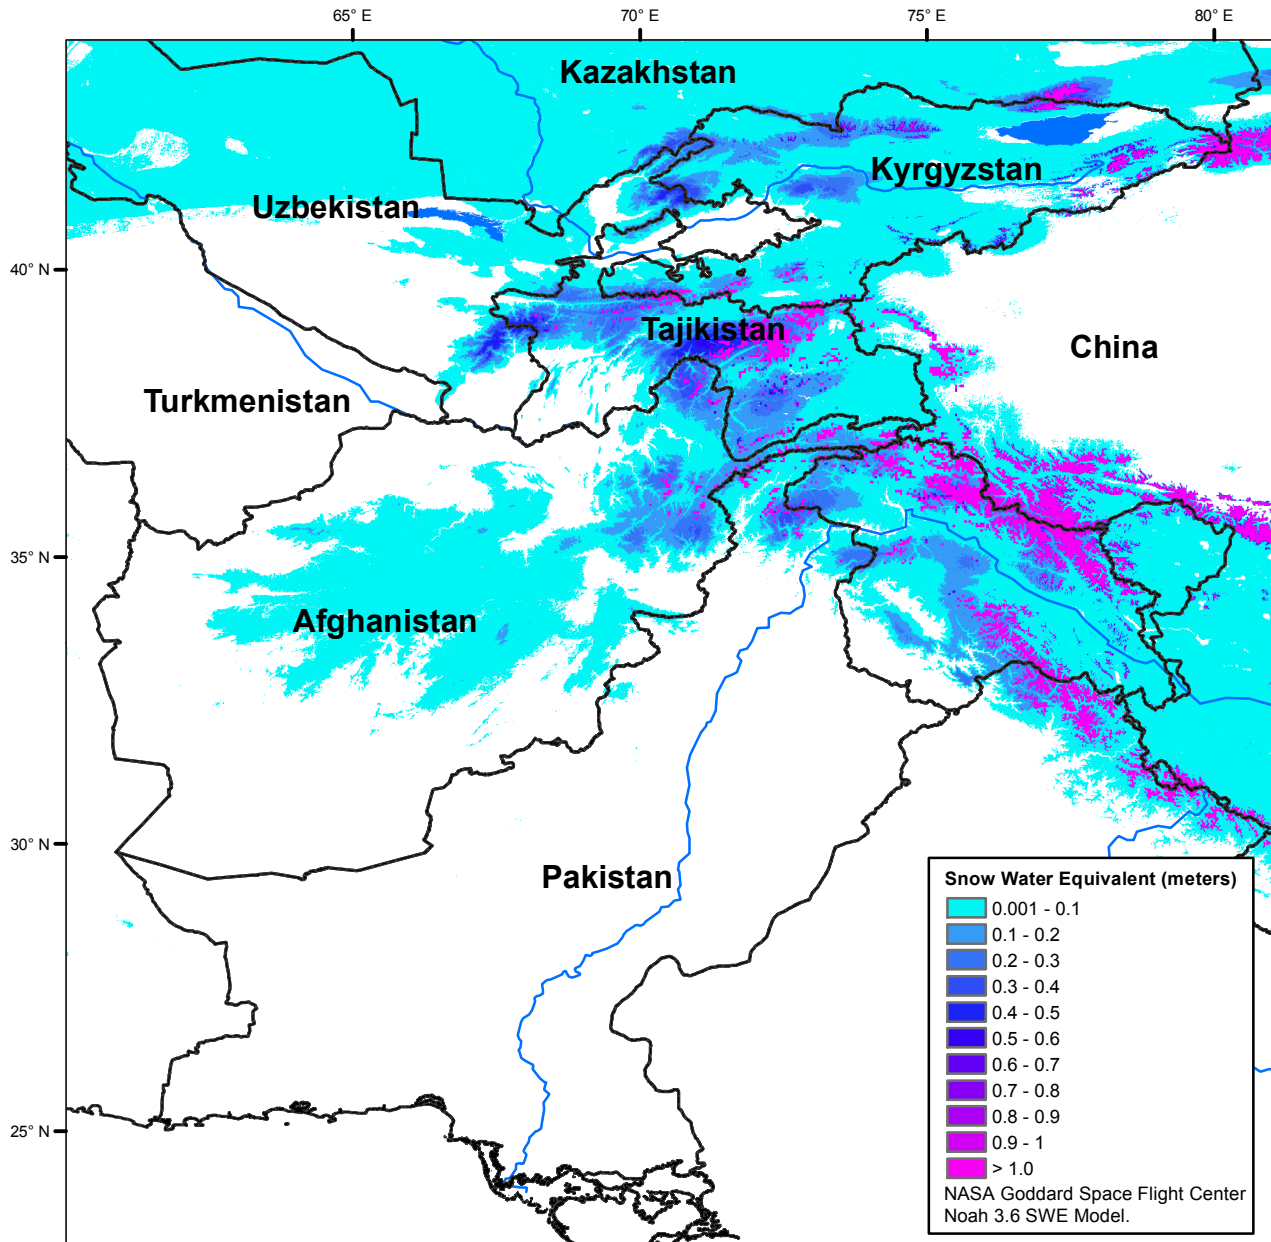 65° E
70° E
75° E
80° E
Kazakhstan
Kyrgyzstan
Uzbekistan
40° N
Tajikistan
China
Turkmenistan
35° N
Afghanistan
30° N
Pakistan
25° N
Snow Water Equivalent (meters)
0.001 - 0.1
0.1 - 0.2
0.2 - 0.3
0.3 - 0.4
0.4 - 0.5
0.5 - 0.6
0.6 - 0.7
0.7 - 0.8
0.8 - 0.9
0.9 - 1
> 1.0
NASA Goddard Space Flight Center
Noah 3.6 SWE Model.